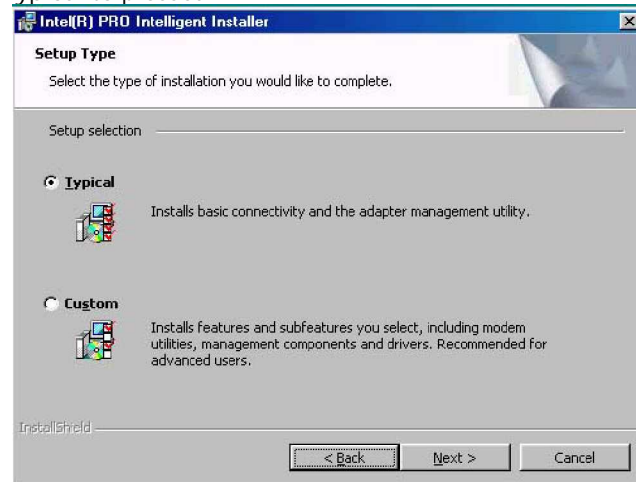 Intel(R) PRO Intelligent Installer
Setup Type
Select the type of installation you would like to complete.
Setup selection
Typical
Installs basic connectivity and the adapter management utility.
Custom
Installs features and subfeatures you select, including modem
utilities, management components and drivers. Recommended for
advanced users.
InstallShield
< Back
Next >
Cancel